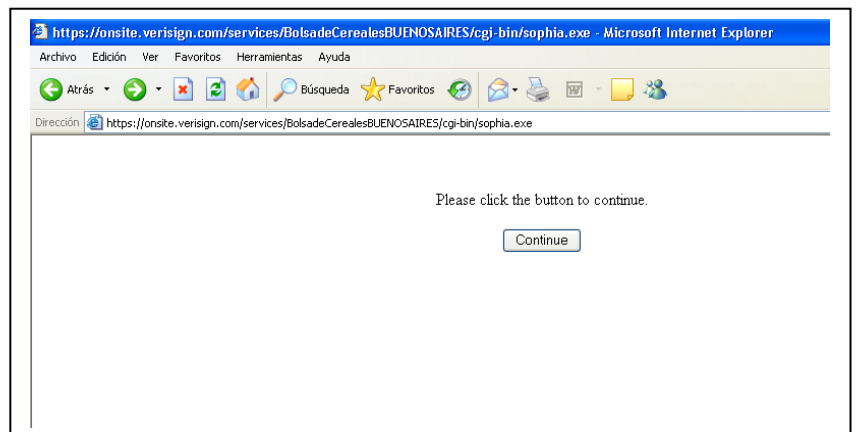 https://onsite.verisign.com/services/BolsadeCerealesBUENOSAIRES/cgi-bin/sophia.exe - Microsoft Internet Explorer
Archivo Edición Ver Favoritos Herramientas Ayuda
Atrás Búsqueda Favoritos W
Dirección https://onsite.verisign.com/services/BolsadeCerealesBUENOSAIRES/cgi-bin/sophia.exe
Please click the button to continue.
Continue